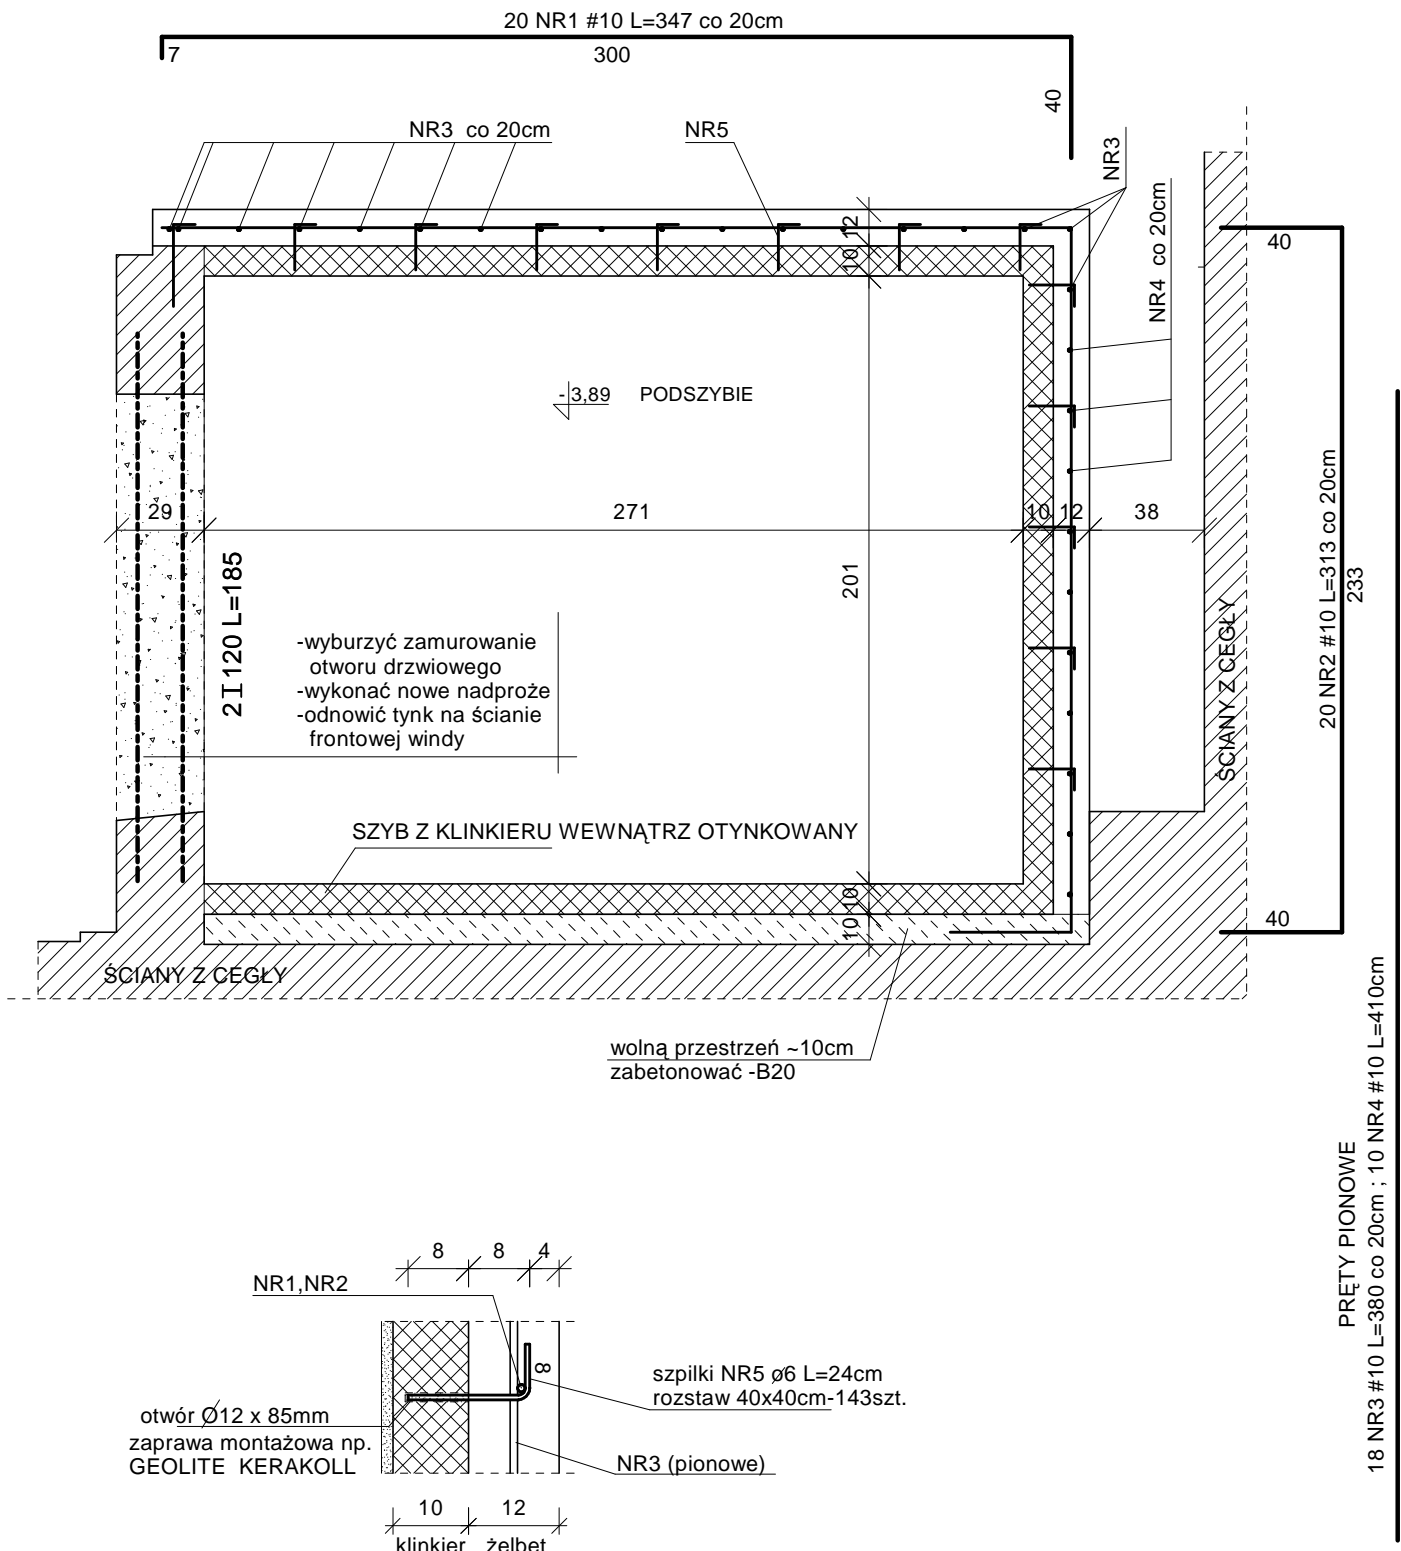 20 NR1 #10 L=347 co 20cm
7
300
40
NR3 co 20cm
NR5
NR3
NR4 co 20cm
12
10
40
-3,89 PODSZYBIE
29
271
10
12
38
201
2 I 120 L=185
-wyburzyć zamurowanie
otworu drzwiowego
-wykonać nowe nadproże
-odnowić tynk na ścianie
frontowej windy
ŚCIANY Z CEGŁY
20 NR2 #10 L=313 co 20cm
233
SZYB Z KLINKIERU WEWNĄTRZ OTYNKOWANY
10
10
40
ŚCIANY Z CEGŁY
wolną przestrzeń ~10cm
zabetonować -B20
PRĘTY PIONOWE
18 NR3 #10 L=380 co 20cm ; 10 NR4 #10 L=410cm
8
8
4
NR1,NR2
8
szpilki NR5 ø6 L=24cm
rozstaw 40x40cm-143szt.
otwór Ø12 x 85mm
zaprawa montażowa np.
GEOLITE KERAKOLL
NR3 (pionowe)
10
12
klinkier
żelbet